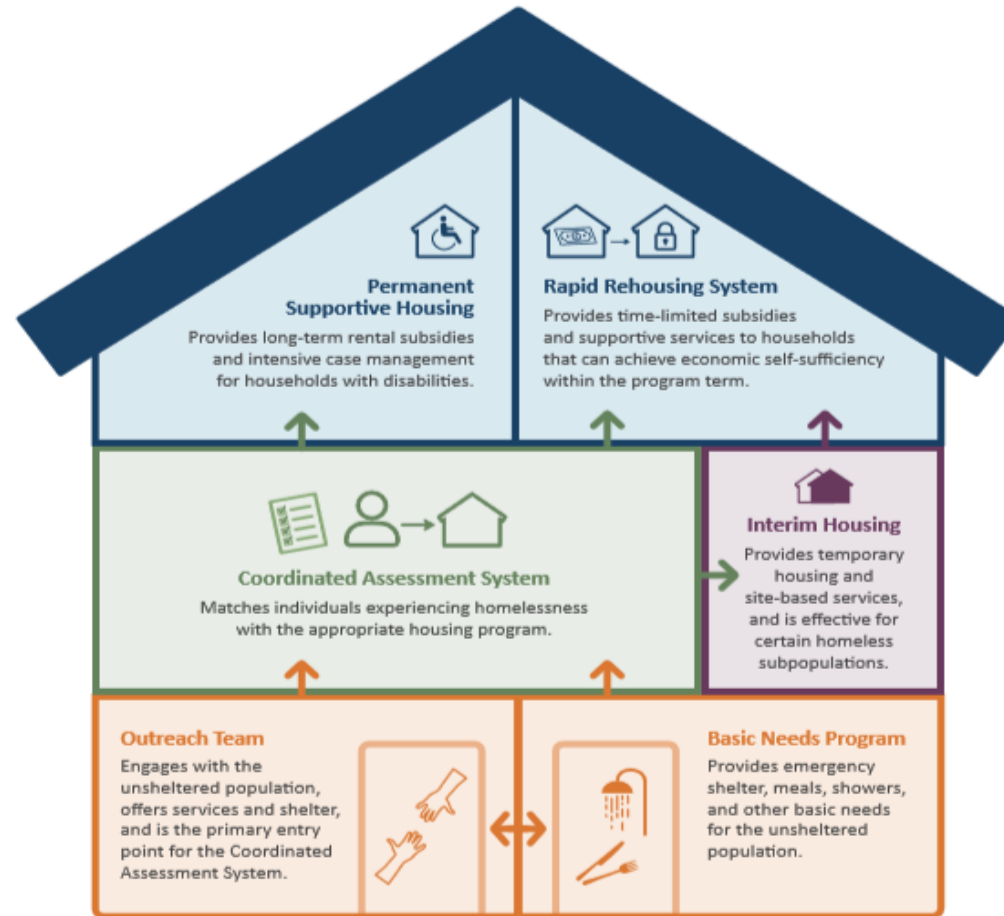 Permanent
Supportive Housing
Provides long-term rental subsidies
and intensive case management
for households with disabilities.
Rapid Rehousing System
Provides time-limited subsidies
and supportive services to households
that can achieve economic self-sufficiency
within the program term.
Coordinated Assessment System
Matches individuals experiencing homelessness
with the appropriate housing program.
Interim Housing
Provides temporary
housing and
site-based services,
and is effective for
certain homeless
subpopulations.
Outreach Team
Engages with the
unsheltered population,
offers services and shelter,
and is the primary entry
point for the Coordinated
Assessment System.
Basic Needs Program
Provides emergency
shelter, meals, showers,
and other basic needs
for the unsheltered
population.